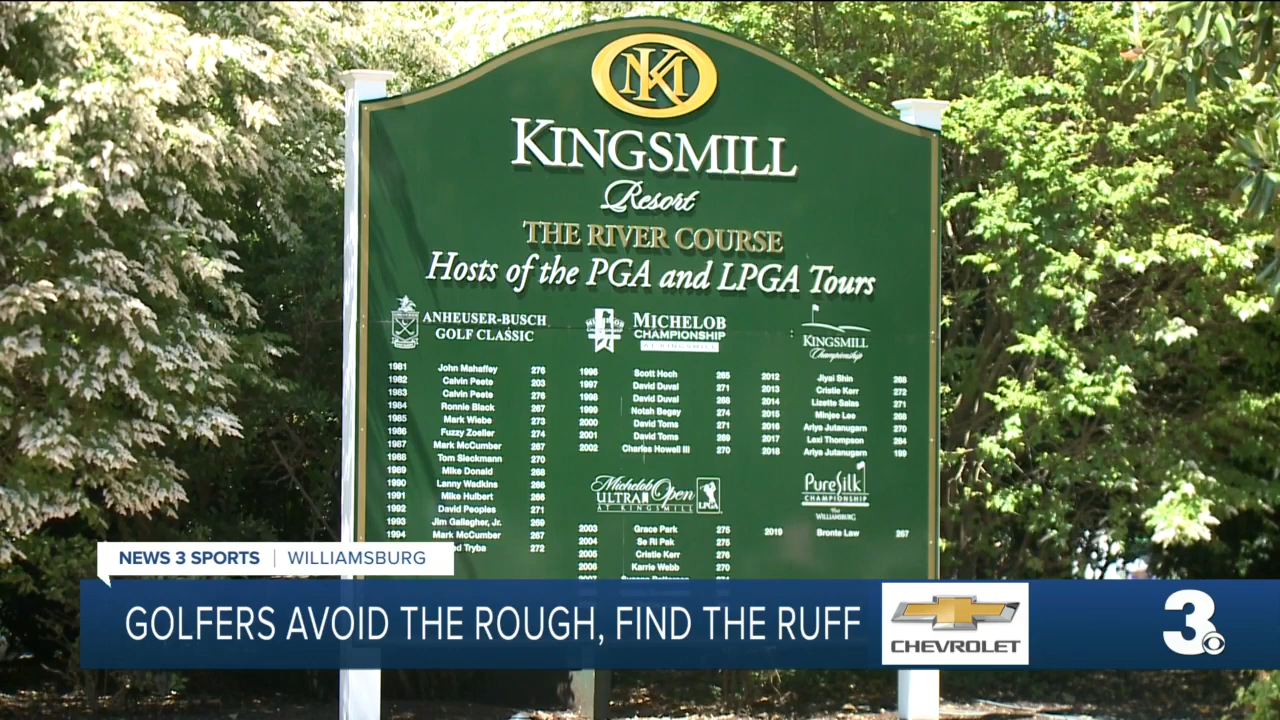 KM
KINGSMILL
Resort
THE RIVER COURSE
Hosts of the PGA and LPGA Tours
ANHEUSER-BUSCH
GOLF CLASSIC
1981 John Mahaffey 276
1982 Calvin Peete 203
1983 Calvin Peete 276
1984 Ronnie Black 267
1985 Mark Wiebe 273
1986 Fuzzy Zoeller 274
1987 Mark McCumber 267
1988 Tom Sieckmann 270
1989 Mike Donald 268
1990 Lanny Wadkins 266
1991 Mike Hulbert 266
1992 David Peoples 271
1993 Jim Gallagher, Jr. 269
1994 Mark McCumber 267
Tryba 272
MICHELOB
CHAMPIONSHIP
AT KINGSMILL
1996 Scott Hoch 265
1997 David Duval 271
1998 David Duval 268
1999 Notah Begay 274
2000 David Toms 271
2001 David Toms 269
2002 Charles Howell III 270
Michelob
ULTRA Open
AT KINGSMILL
LPGA
2003 Grace Park 275
2004 Se Ri Pak 275
2005 Cristie Kerr 276
2006 Karrie Webb 270
KINGSMILL
Championship
2012 Jiyai Shin 268
2013 Cristie Kerr 272
2014 Lizette Salas 271
2015 Minjee Lee 268
2016 Ariya Jutanugarn 270
2017 Lexi Thompson 264
2018 Ariya Jutanugarn 199
PureSilk
CHAMPIONSHIP
WILLIAMSBURG
2019 Bronte Law 267
NEWS 3 SPORTS | WILLIAMSBURG
GOLFERS AVOID THE ROUGH, FIND THE RUFF
CHEVROLET
3